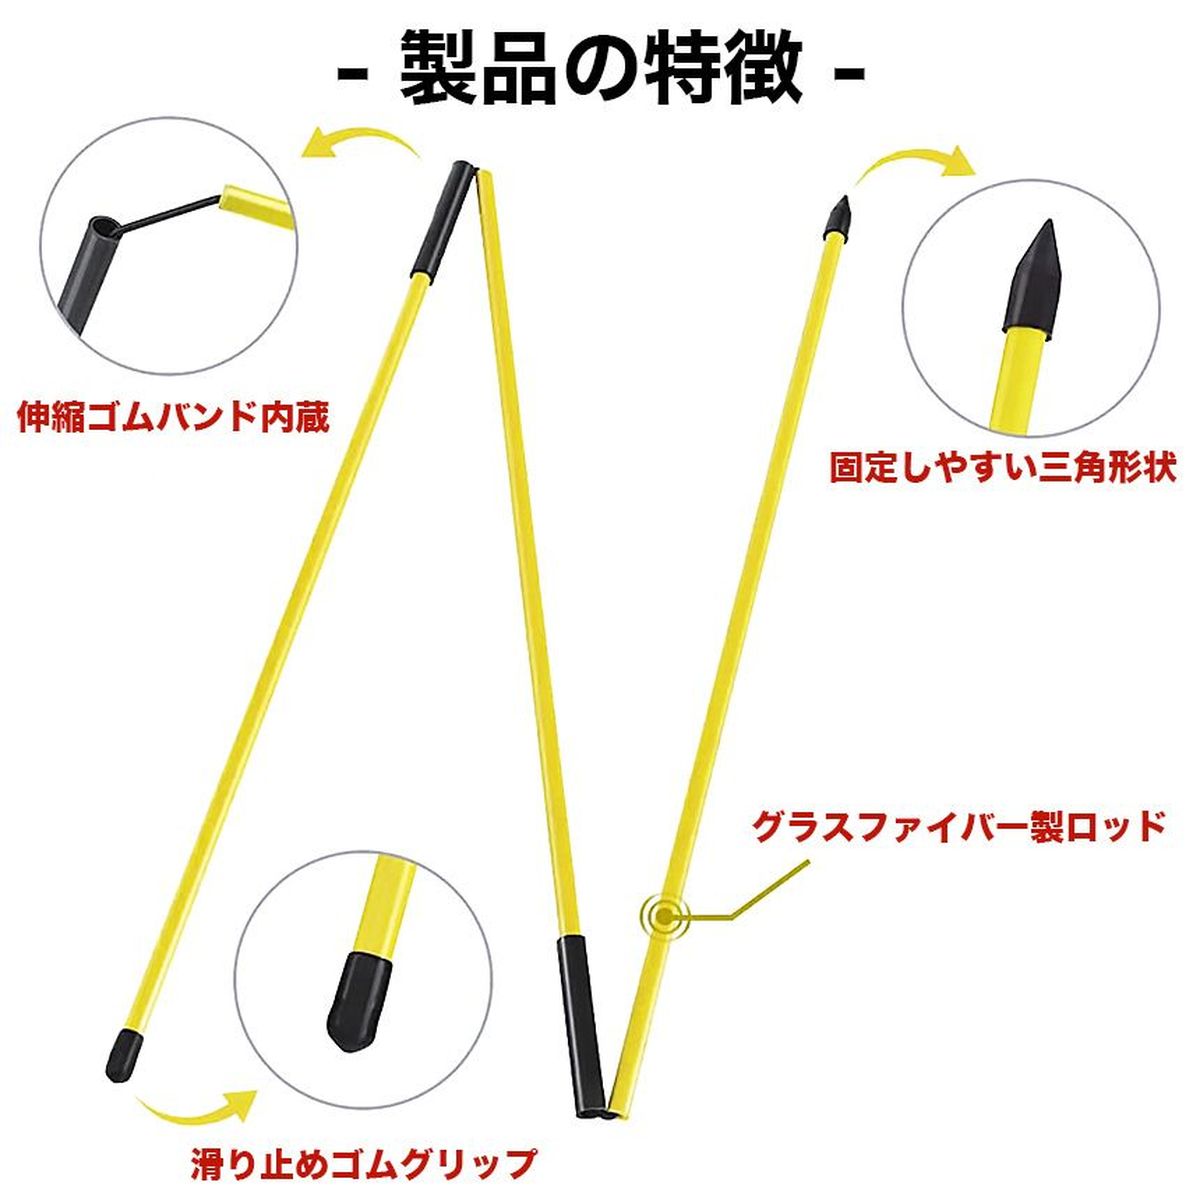 - 製品の特徴 -
伸縮ゴムバンド内蔵
固定しやすい三角形状
グラスファイバー製ロッド
滑り止めゴムグリップ